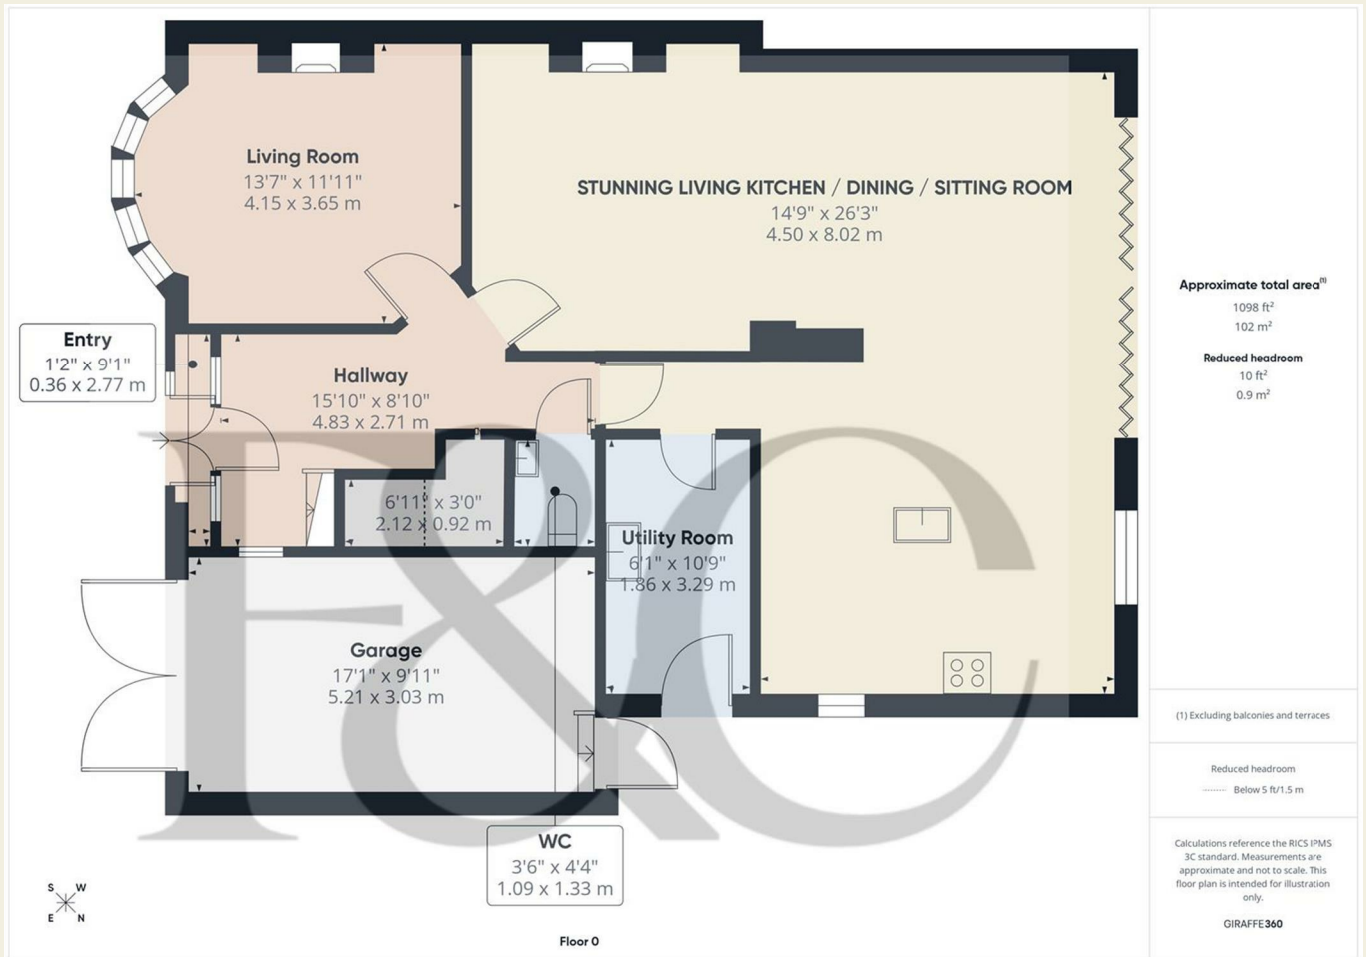 Living Room
13'7" x 11'11"
4.15 x 3.65 m
STUNNING LIVING KITCHEN / DINING / SITTING ROOM
14'9" x 26'3"
4.50 x 8.02 m
Entry
1'2" x 9'1"
0.36 x 2.77 m
Hallway
15'10" x 8'10"
4.83 x 2.71 m
6'11" x 3'0"
2.12 x 0.92 m
Utility Room
6'1" x 10'9"
1.86 x 3.29 m
Garage
17'1" x 9'11"
5.21 x 3.03 m
WC
3'6" x 4'4"
1.09 x 1.33 m
F&C
S W
E N
Floor 0
Approximate total area(1)
1098 ft²
102 m²
Reduced headroom
10 ft²
0.9 m²
(1) Excluding balconies and terraces
Reduced headroom
Below 5 ft/1.5 m
Calculations reference the RICS IPMS
3C standard. Measurements are
approximate and not to scale. This
floor plan is intended for illustration
only.
GIRAFFE360